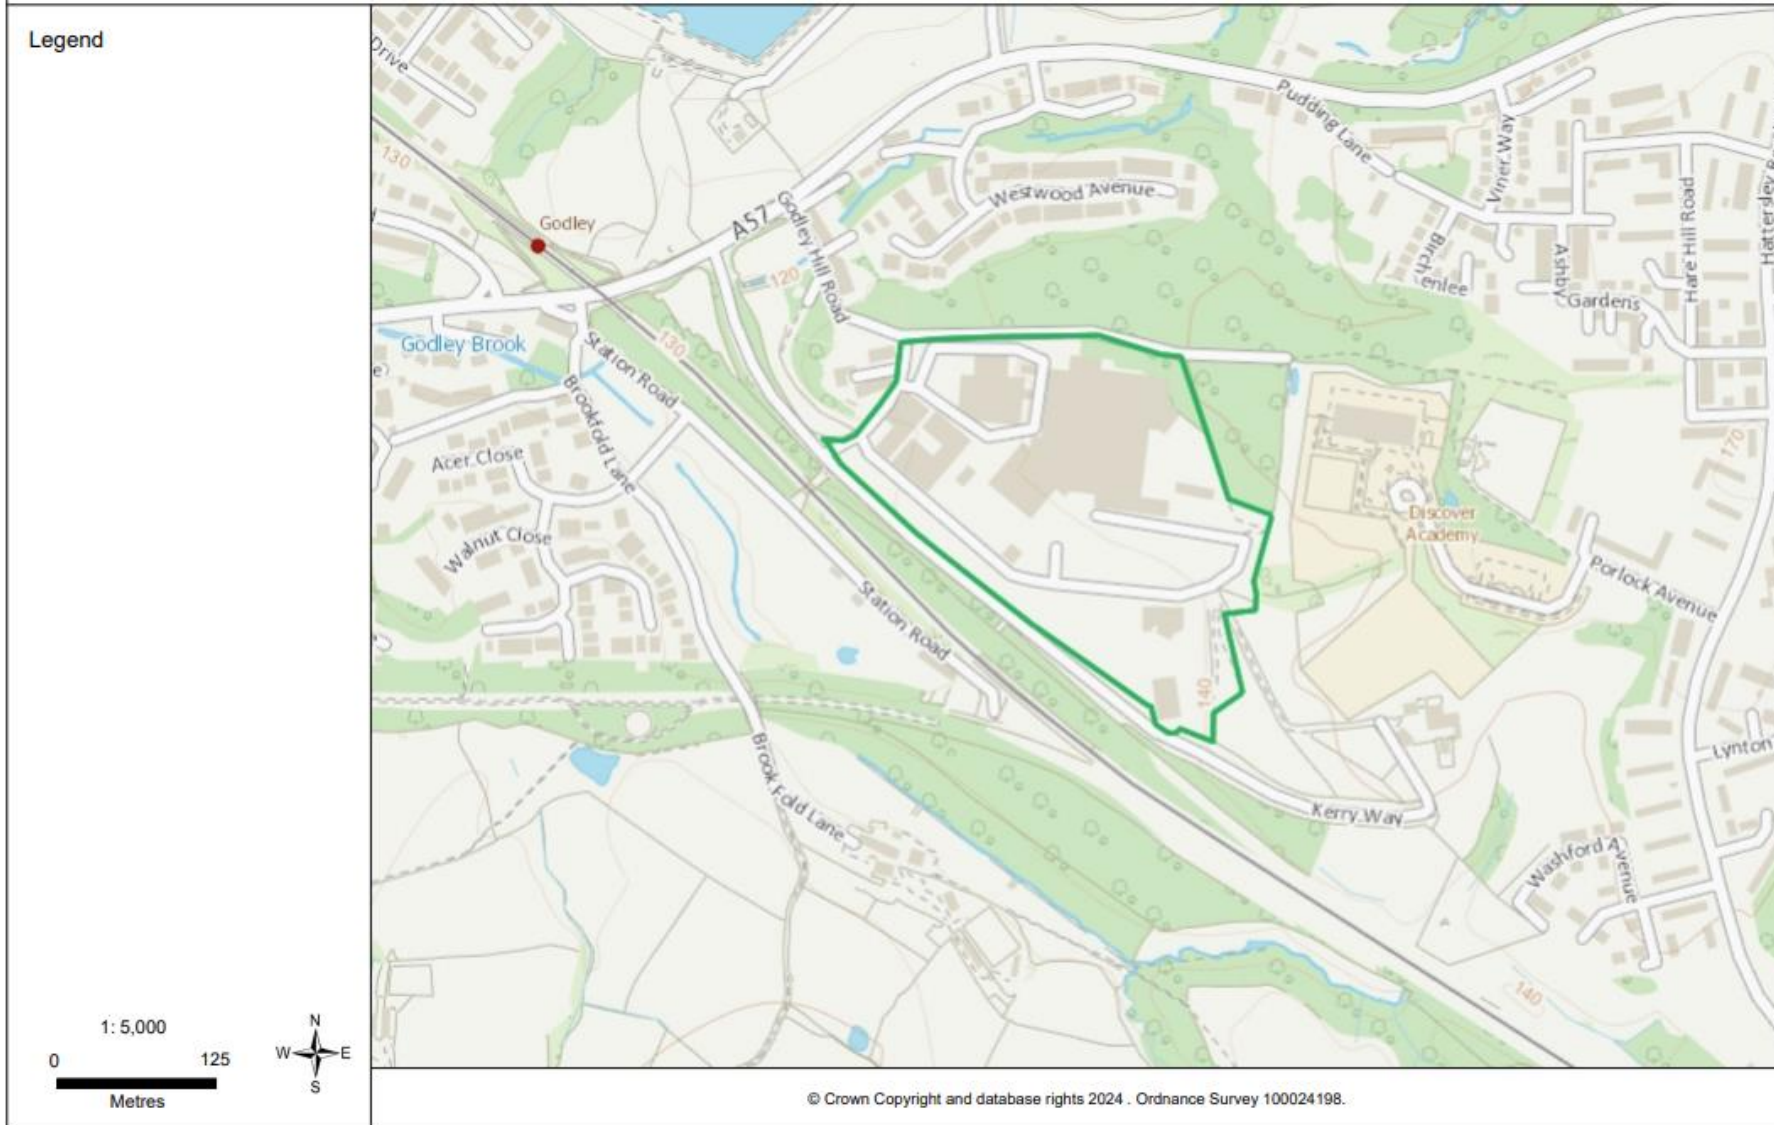 Legend
Drive
130
Godley
A57
Godley Hill Road
120
Pudding Lane
Viner Way
Westwood Avenue
Birch
enlee
Ashby
Gardens
Hare Hill Road
Hattersley R
Godley Brook
130
Station Road
Brookfold Lane
e
Acer Close
Walnut Close
Discover
Academy
170
Porlock Avenue
Station Road
140
Lynton
Brook Fold Lane
Kerry Way
Washford Avenue
140
1: 5,000
0
125
Metres
N
W
E
S
© Crown Copyright and database rights 2024 . Ordnance Survey 100024198.